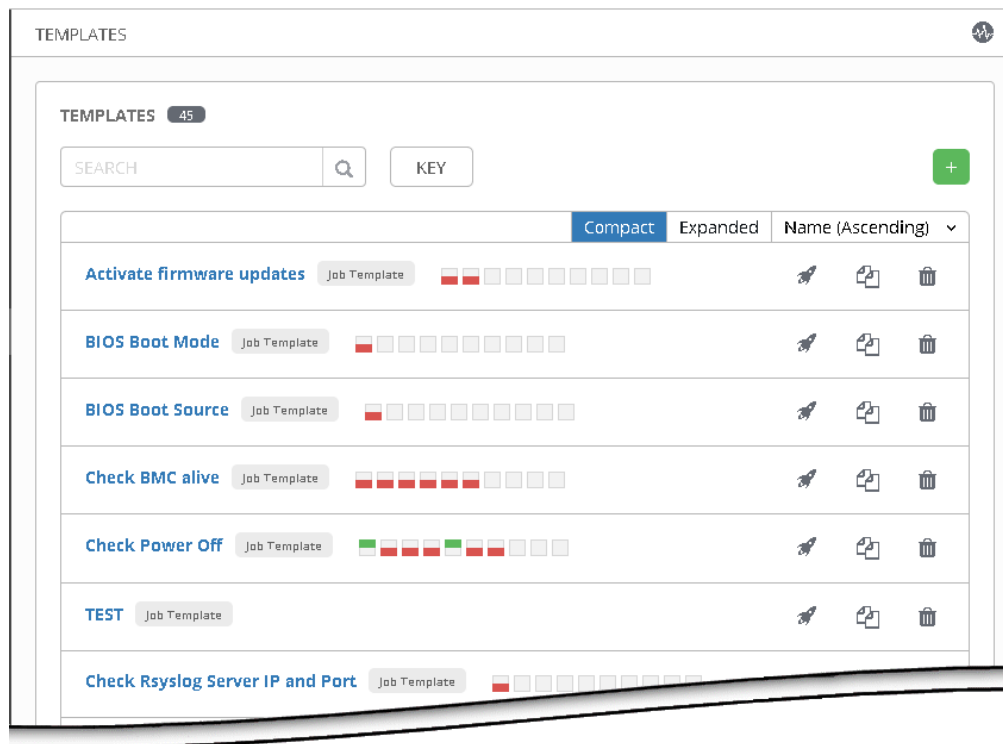 TEMPLATES
TEMPLATES 45
SEARCH KEY +
Compact Expanded Name (Ascending)
Activate firmware updates Job Template
BIOS Boot Mode Job Template
BIOS Boot Source Job Template
Check BMC alive Job Template
Check Power Off Job Template
TEST Job Template
Check Rsyslog Server IP and Port Job Template